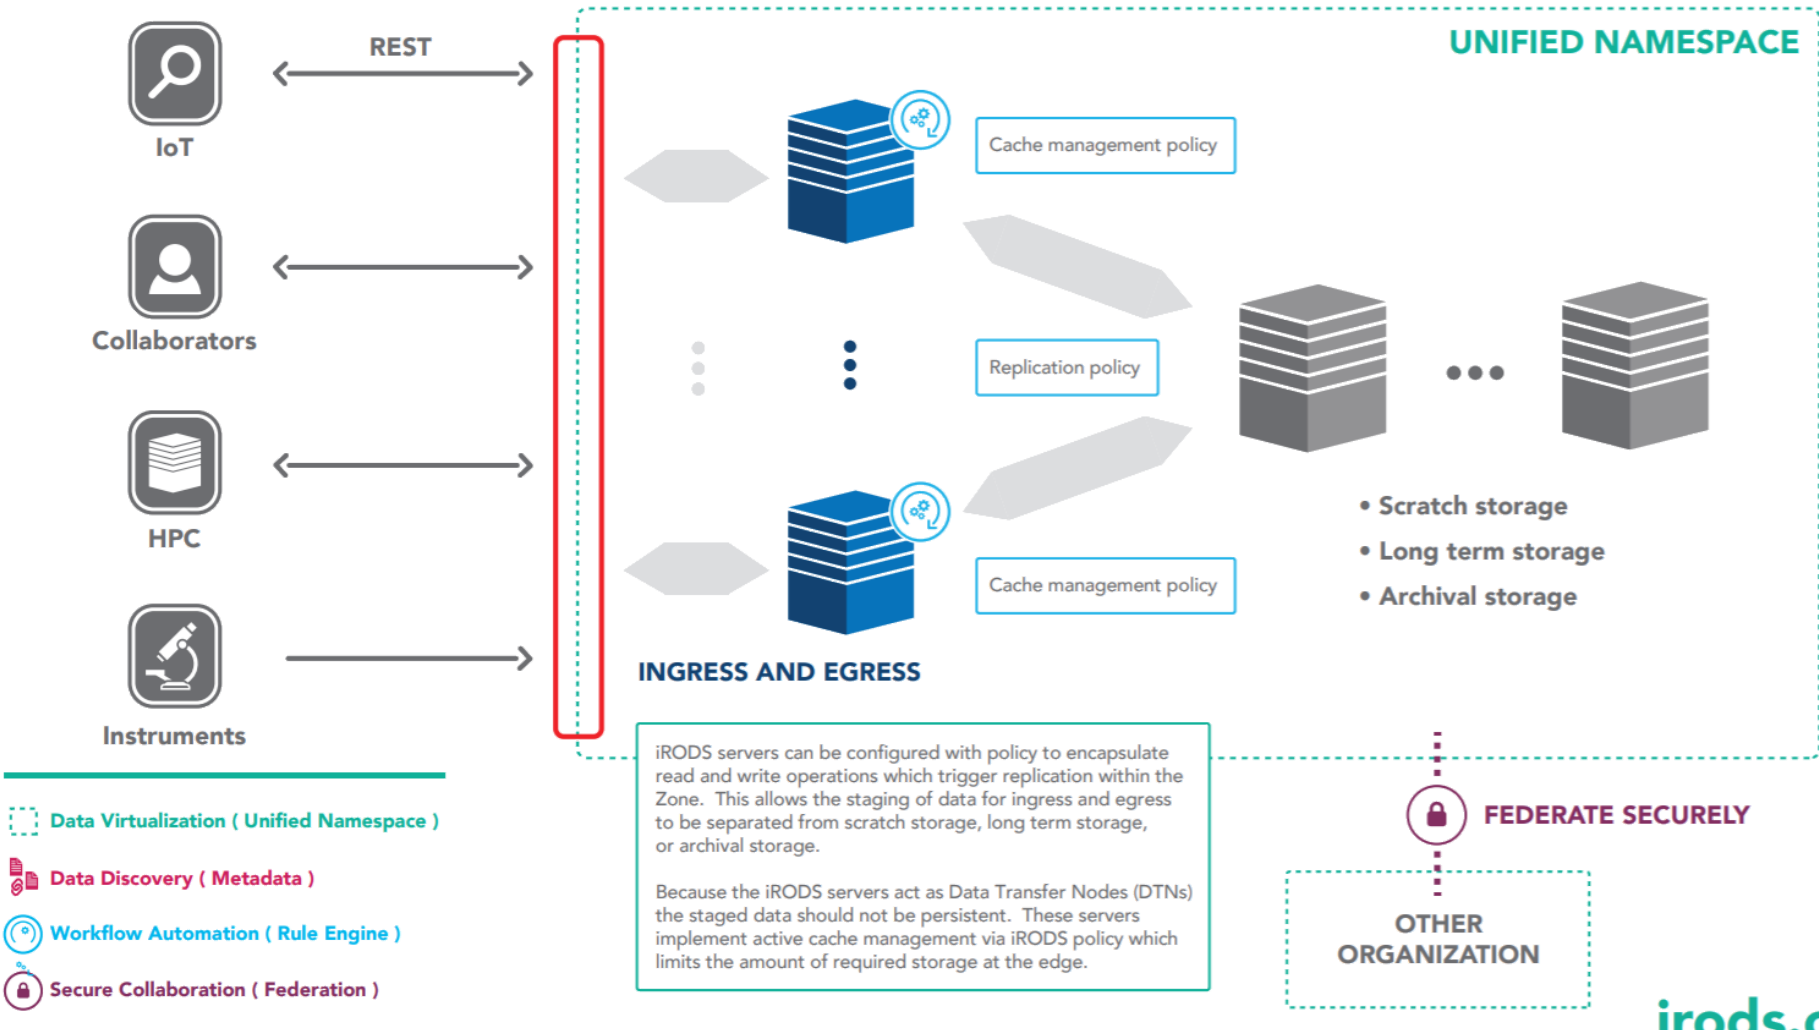 UNIFIED NAMESPACE
REST
IoT
Collaborators
HPC
Instruments
Cache management policy
Replication policy
Cache management policy
• Scratch storage
• Long term storage
• Archival storage
INGRESS AND EGRESS
iRODS servers can be configured with policy to encapsulate
read and write operations which trigger replication within the
Zone. This allows the staging of data for ingress and egress
to be separated from scratch storage, long term storage,
or archival storage.
Because the iRODS servers act as Data Transfer Nodes (DTNs)
the staged data should not be persistent. These servers
implement active cache management via iRODS policy which
limits the amount of required storage at the edge.
FEDERATE SECURELY
OTHER
ORGANIZATION
Data Virtualization ( Unified Namespace )
Data Discovery ( Metadata )
Workflow Automation ( Rule Engine )
Secure Collaboration ( Federation )